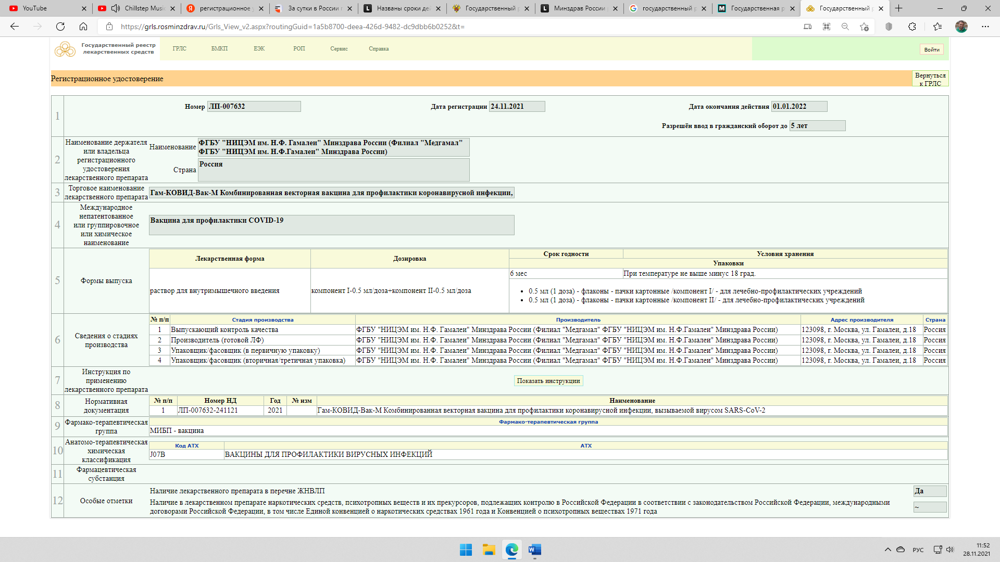 YouTube
Chillstep Music
регистрационное у
За сутки в России п
Названы сроки дей
Государственный р
Минздрав России
государственный р
Государственная р
Государственный р
https://grls.rosminzdrav.ru/Grls_View_v2.aspx?routingGuid=1a5b8700-deea-426d-9482-dc9dbb6b0252&t=
Государственный реестр
лекарственных средств
ГРЛС БМКП ЕЭК РОП Сервис Справка
Войти
Регистрационное удостоверение
Вернуться
к ГРЛС
1
Номер ЛП-007632 Дата регистрации 24.11.2021 Дата окончания действия 01.01.2022
Разрешён ввод в гражданский оборот до 5 лет
2
Наименование держателя
или владельца
регистрационного
удостоверения
лекарственного препарата
Наименование
ФГБУ "НИЦЭМ им. Н.Ф. Гамалеи" Минздрава России (Филиал "Медгамал"
ФГБУ "НИЦЭМ им. Н.Ф.Гамалеи" Минздрава России)
Страна Россия
3
Торговое наименование
лекарственного препарата
Гам-КОВИД-Вак-М Комбинированная векторная вакцина для профилактики коронавирусной инфекции,
4
Международное
непатентованное
или группировочное
или химическое
наименование
Вакцина для профилактики COVID-19
5
Формы выпуска
Лекарственная форма Дозировка Срок годности Условия хранения
Упаковки
раствор для внутримышечного введения компонент I-0.5 мл/доза+компонент II-0.5 мл/доза
6 мес При температуре не выше минус 18 град.
• 0.5 мл (1 доза) - флаконы - пачки картонные /компонент I/ - для лечебно-профилактических учреждений
• 0.5 мл (1 доза) - флаконы - пачки картонные /компонент II/ - для лечебно-профилактических учреждений
6
Сведения о стадиях
производства
№ п/п Стадия производства Производитель Адрес производителя Страна
1 Выпускающий контроль качества ФГБУ "НИЦЭМ им. Н.Ф. Гамалеи" Минздрава России (Филиал "Медгамал" ФГБУ "НИЦЭМ им. Н.Ф.Гамалеи" Минздрава России) 123098, г. Москва, ул. Гамалеи, д.18 Россия
2 Производитель (готовой ЛФ) ФГБУ "НИЦЭМ им. Н.Ф. Гамалеи" Минздрава России (Филиал "Медгамал" ФГБУ "НИЦЭМ им. Н.Ф.Гамалеи" Минздрава России) 123098, г. Москва, ул. Гамалеи, д.18 Россия
3 Упаковщик/фасовщик (в первичную упаковку) ФГБУ "НИЦЭМ им. Н.Ф. Гамалеи" Минздрава России (Филиал "Медгамал" ФГБУ "НИЦЭМ им. Н.Ф.Гамалеи" Минздрава России) 123098, г. Москва, ул. Гамалеи, д.18 Россия
4 Упаковщик/фасовщик (вторичная/третичная упаковка) ФГБУ "НИЦЭМ им. Н.Ф. Гамалеи" Минздрава России (Филиал "Медгамал" ФГБУ "НИЦЭМ им. Н.Ф.Гамалеи" Минздрава России) 123098, г. Москва, ул. Гамалеи, д.18 Россия
7
Инструкция по
применению
лекарственного препарата
Показать инструкции
8
Нормативная
документация
№ п/п Номер НД Год № изм Наименование
1 ЛП-007632-241121 2021 Гам-КОВИД-Вак-М Комбинированная векторная вакцина для профилактики коронавирусной инфекции, вызываемой вирусом SARS-CoV-2
9
Фармако-терапевтическая
группа
Фармако-терапевтическая группа
МИБП - вакцина
10
Анатомо-терапевтическая
химическая
классификация
Код АТХ АТХ
J07B ВАКЦИНЫ ДЛЯ ПРОФИЛАКТИКИ ВИРУСНЫХ ИНФЕКЦИЙ
11
Фармацевтическая
субстанция
12
Особые отметки
Наличие лекарственного препарата в перечне ЖНВЛП Да
Наличие в лекарственном препарате наркотических средств, психотропных веществ и их прекурсоров, подлежащих контролю в Российской Федерации в соответствии с законодательством Российской Федерации, международными
договорами Российской Федерации, в том числе Единой конвенцией о наркотических средствах 1961 года и Конвенцией о психотропных веществах 1971 года
~
РУС
11:52
28.11.2021